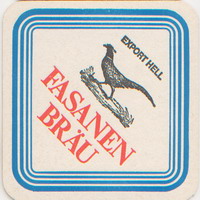 EXPORT HELL
FASANEN
BRÄU